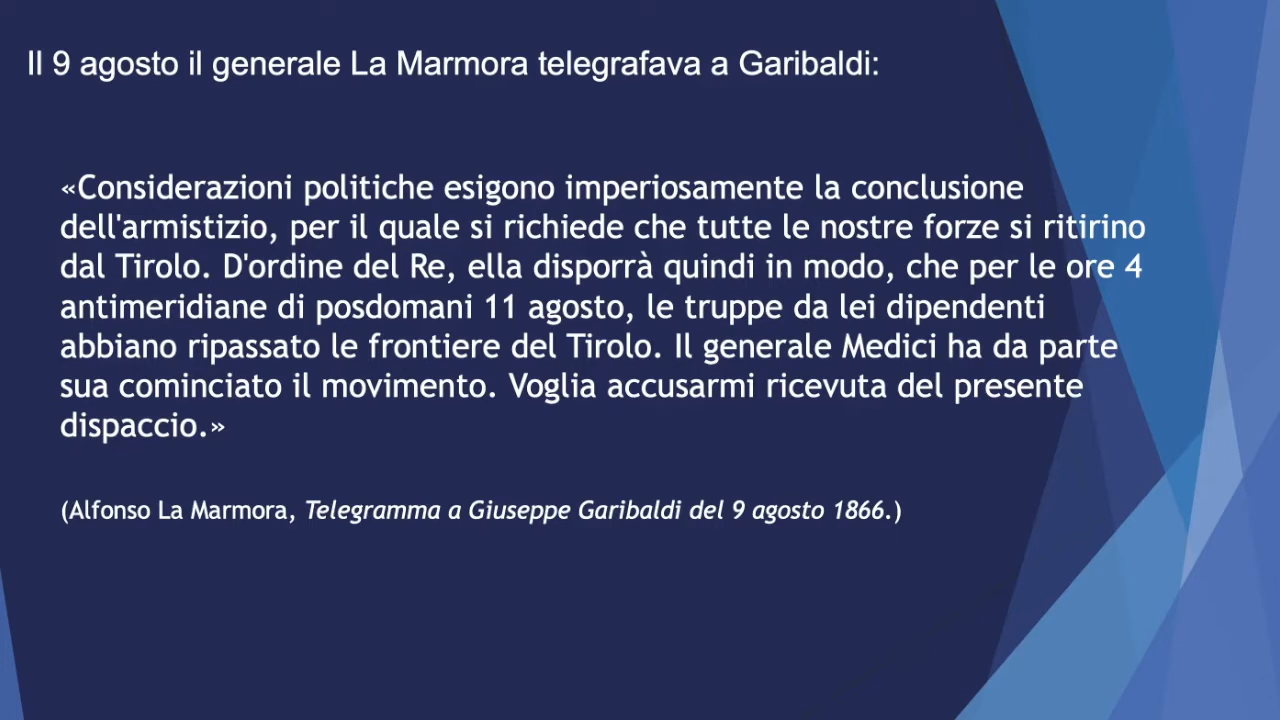 Il 9 agosto il generale La Marmora telegrafava a Garibaldi:
«Considerazioni politiche esigono imperiosamente la conclusione
dell'armistizio, per il quale si richiede che tutte le nostre forze si ritirino
dal Tirolo. D'ordine del Re, ella disporrà quindi in modo, che per le ore 4
antimeridiane di posdomani 11 agosto, le truppe da lei dipendenti
abbiano ripassato le frontiere del Tirolo. Il generale Medici ha da parte
sua cominciato il movimento. Voglia accusarmi ricevuta del presente
dispaccio.»
(Alfonso La Marmora, Telegramma a Giuseppe Garibaldi del 9 agosto 1866.)